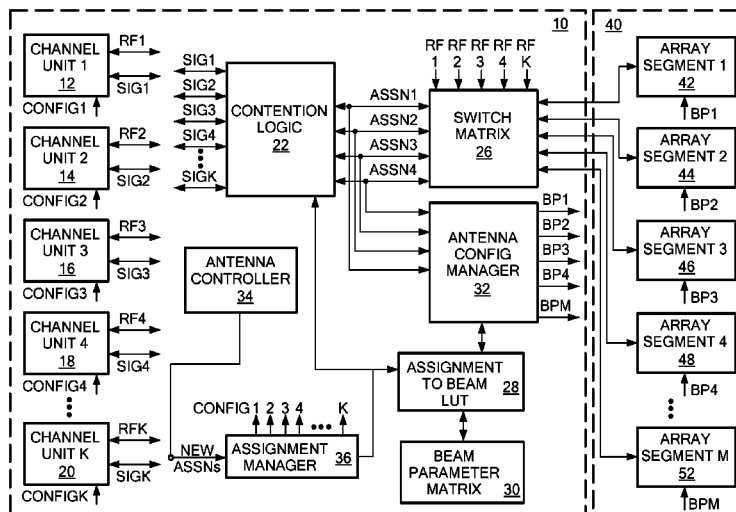 10
40
CHANNEL
UNIT 1
12
RF1
SIG1
CONFIG1
CHANNEL
UNIT 2
14
RF2
SIG2
CONFIG2
CHANNEL
UNIT 3
16
RF3
SIG3
CONFIG3
CHANNEL
UNIT 4
18
RF4
SIG4
CONFIG4
CHANNEL
UNIT K
20
RFK
SIGK
CONFIGK
SIG1
SIG2
SIG3
SIG4
SIGK
CONTENTION
LOGIC
22
ASSN1
ASSN2
ASSN3
ASSN4
RF RF RF RF RF
1 2 3 4 K
SWITCH
MATRIX
26
ANTENNA
CONFIG
MANAGER
32
BP1
BP2
BP3
BP4
BPM
ANTENNA
CONTROLLER
34
ASSIGNMENT
TO BEAM
LUT 28
CONFIG 1 2 3 4 K
NEW
ASSNs
ASSIGNMENT
MANAGER 36
BEAM
PARAMETER
MATRIX 30
ARRAY
SEGMENT 1
42
BP1
ARRAY
SEGMENT 2
44
BP2
ARRAY
SEGMENT 3
46
BP3
ARRAY
SEGMENT 4
48
BP4
ARRAY
SEGMENT M
52
BPM